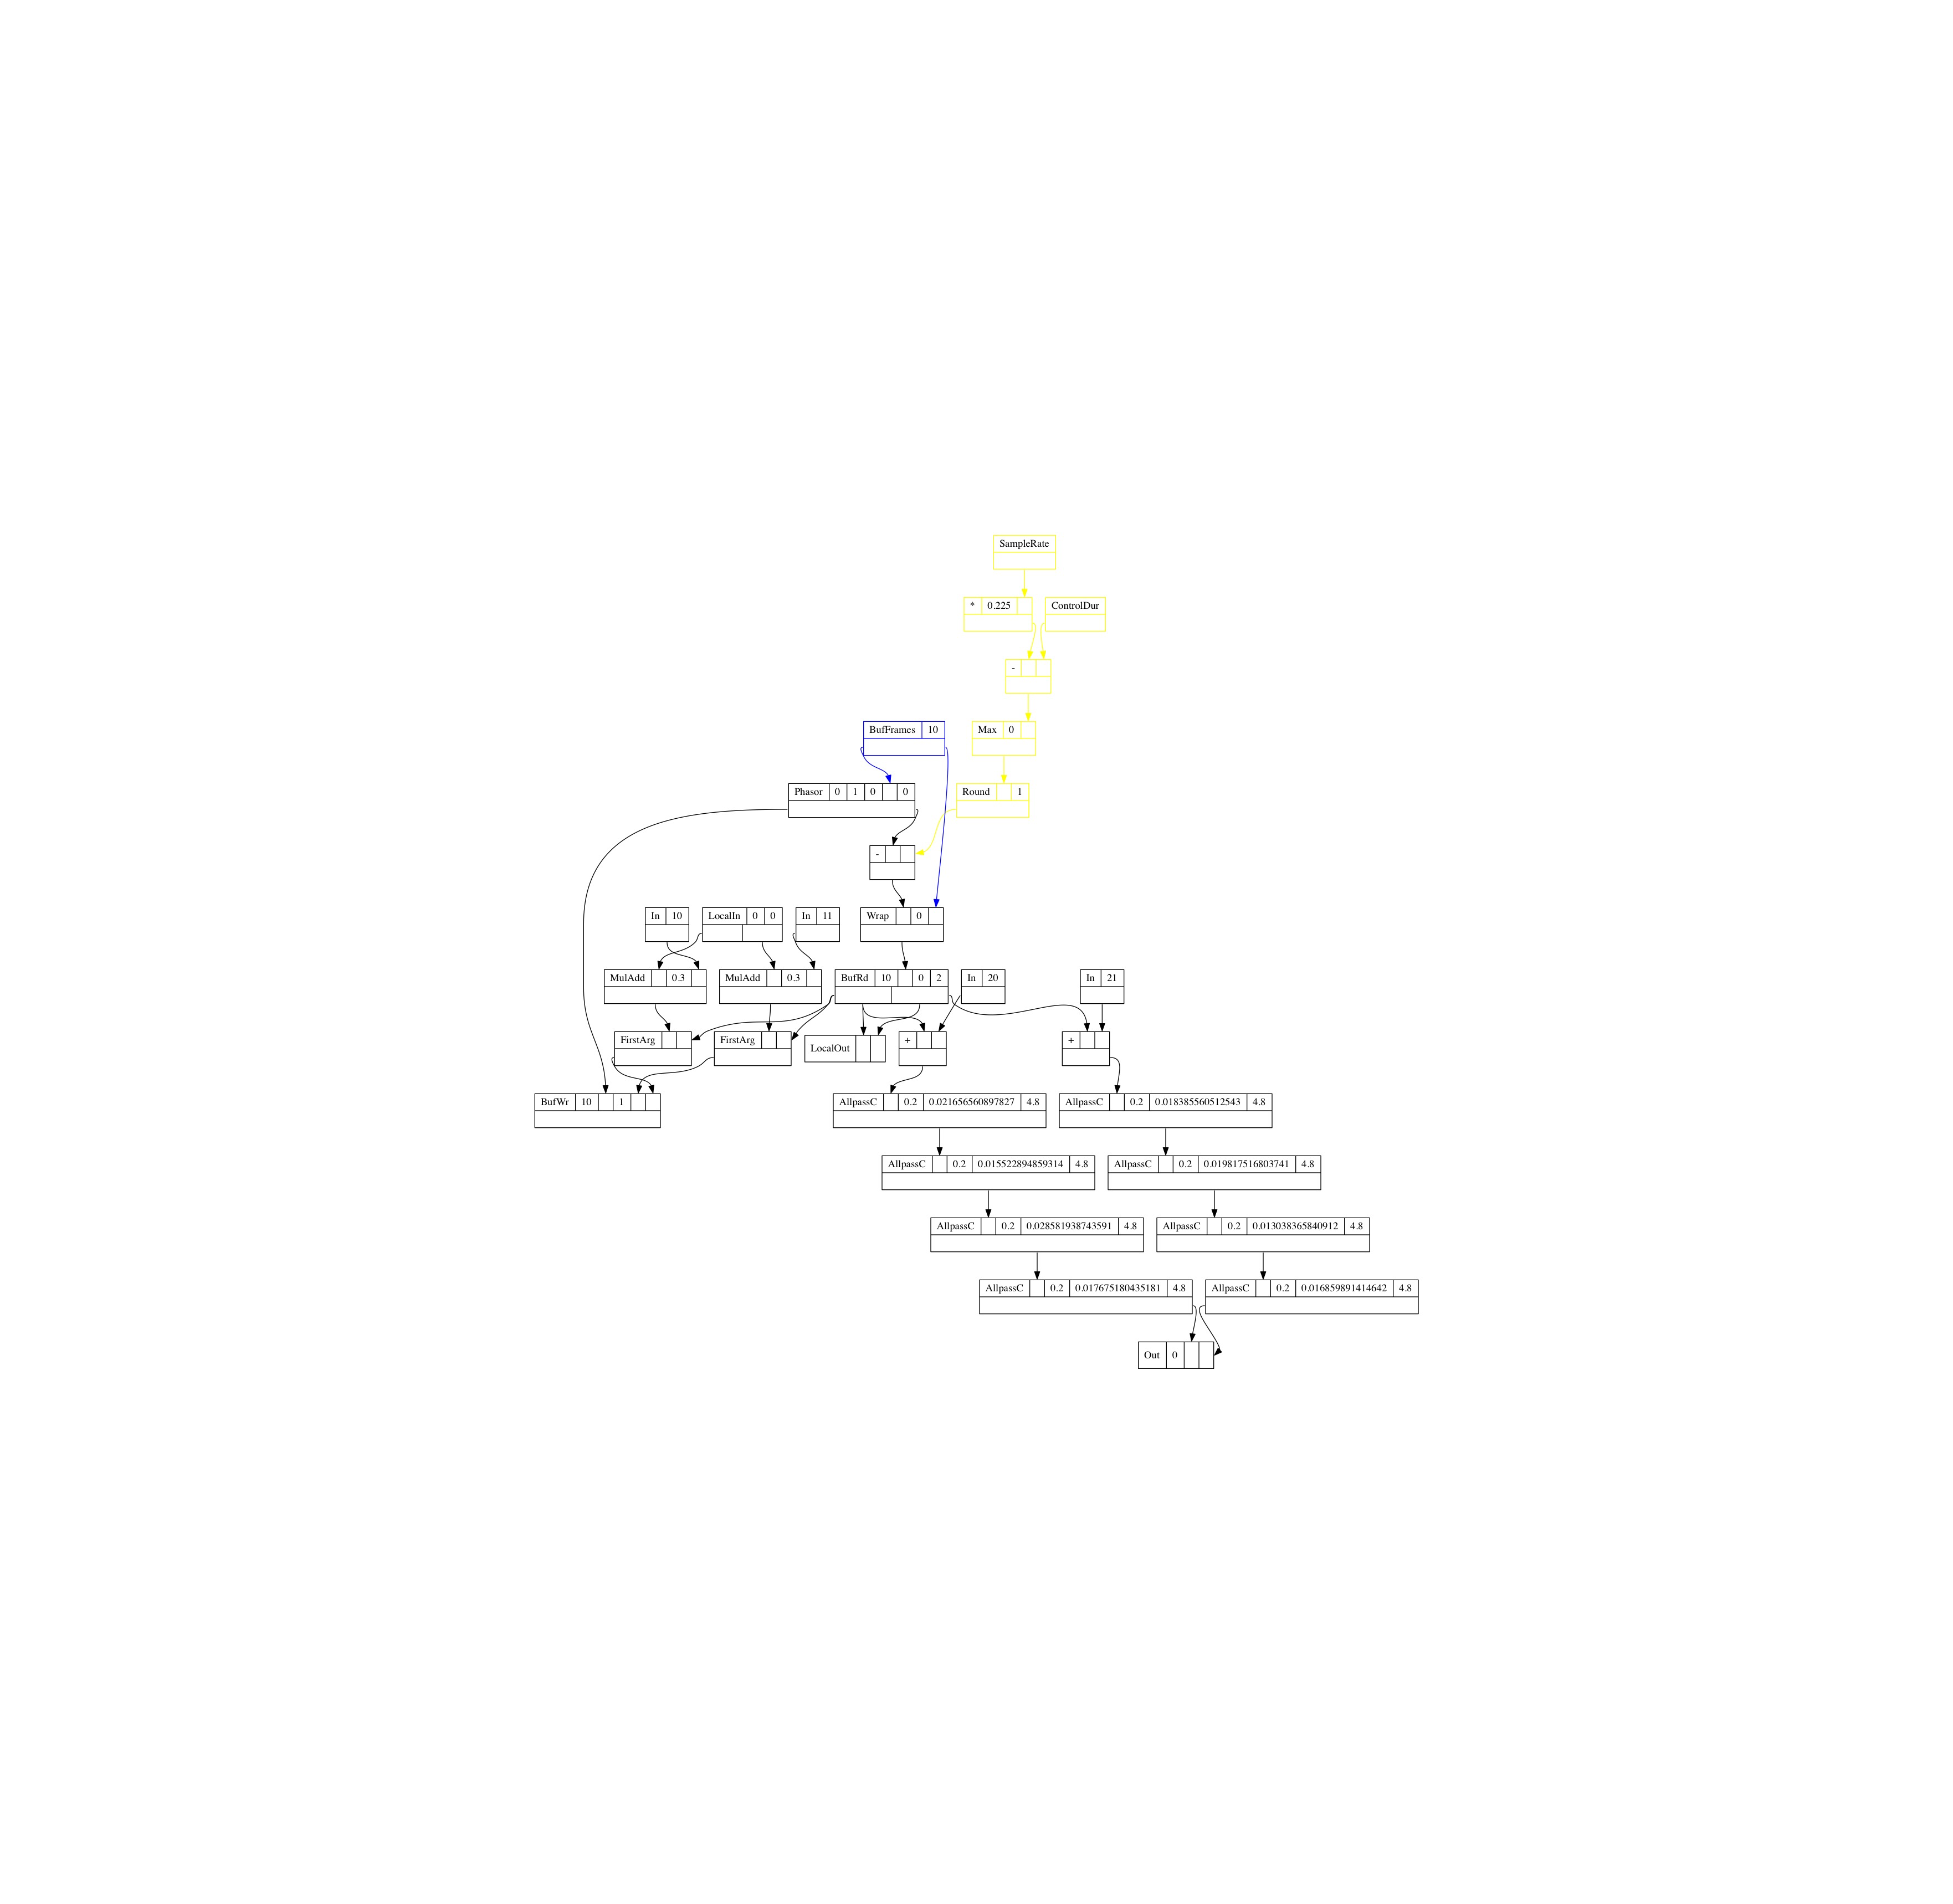 SampleRate
* 0.225
ControlDur
-
BufFrames 10
Max 0
Phasor 0 1 0 0
Round 1
-
In 10
LocalIn 0 0
In 11
Wrap 0
MulAdd 0.3
MulAdd 0.3
BufRd 10 0 2
In 20
In 21
FirstArg
FirstArg
LocalOut
+
+
BufWr 10 1
AllpassC 0.2 0.021656560897827 4.8
AllpassC 0.2 0.018385560512543 4.8
AllpassC 0.2 0.015522894859314 4.8
AllpassC 0.2 0.019817516803741 4.8
AllpassC 0.2 0.028581938743591 4.8
AllpassC 0.2 0.013038365840912 4.8
AllpassC 0.2 0.017675180435181 4.8
AllpassC 0.2 0.016859891414642 4.8
Out 0